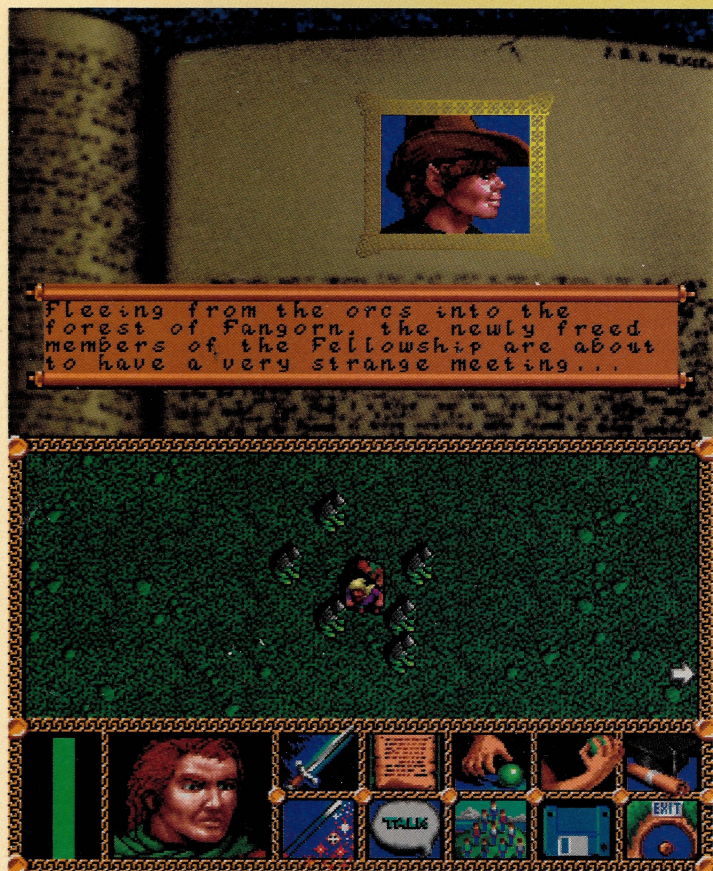 J.R.R. TOLKIEN
Fleeing from the orcs into the
forest of Fangorn, the newly freed
members of the Fellowship are about
to have a very strange meeting...
TALK
EXIT